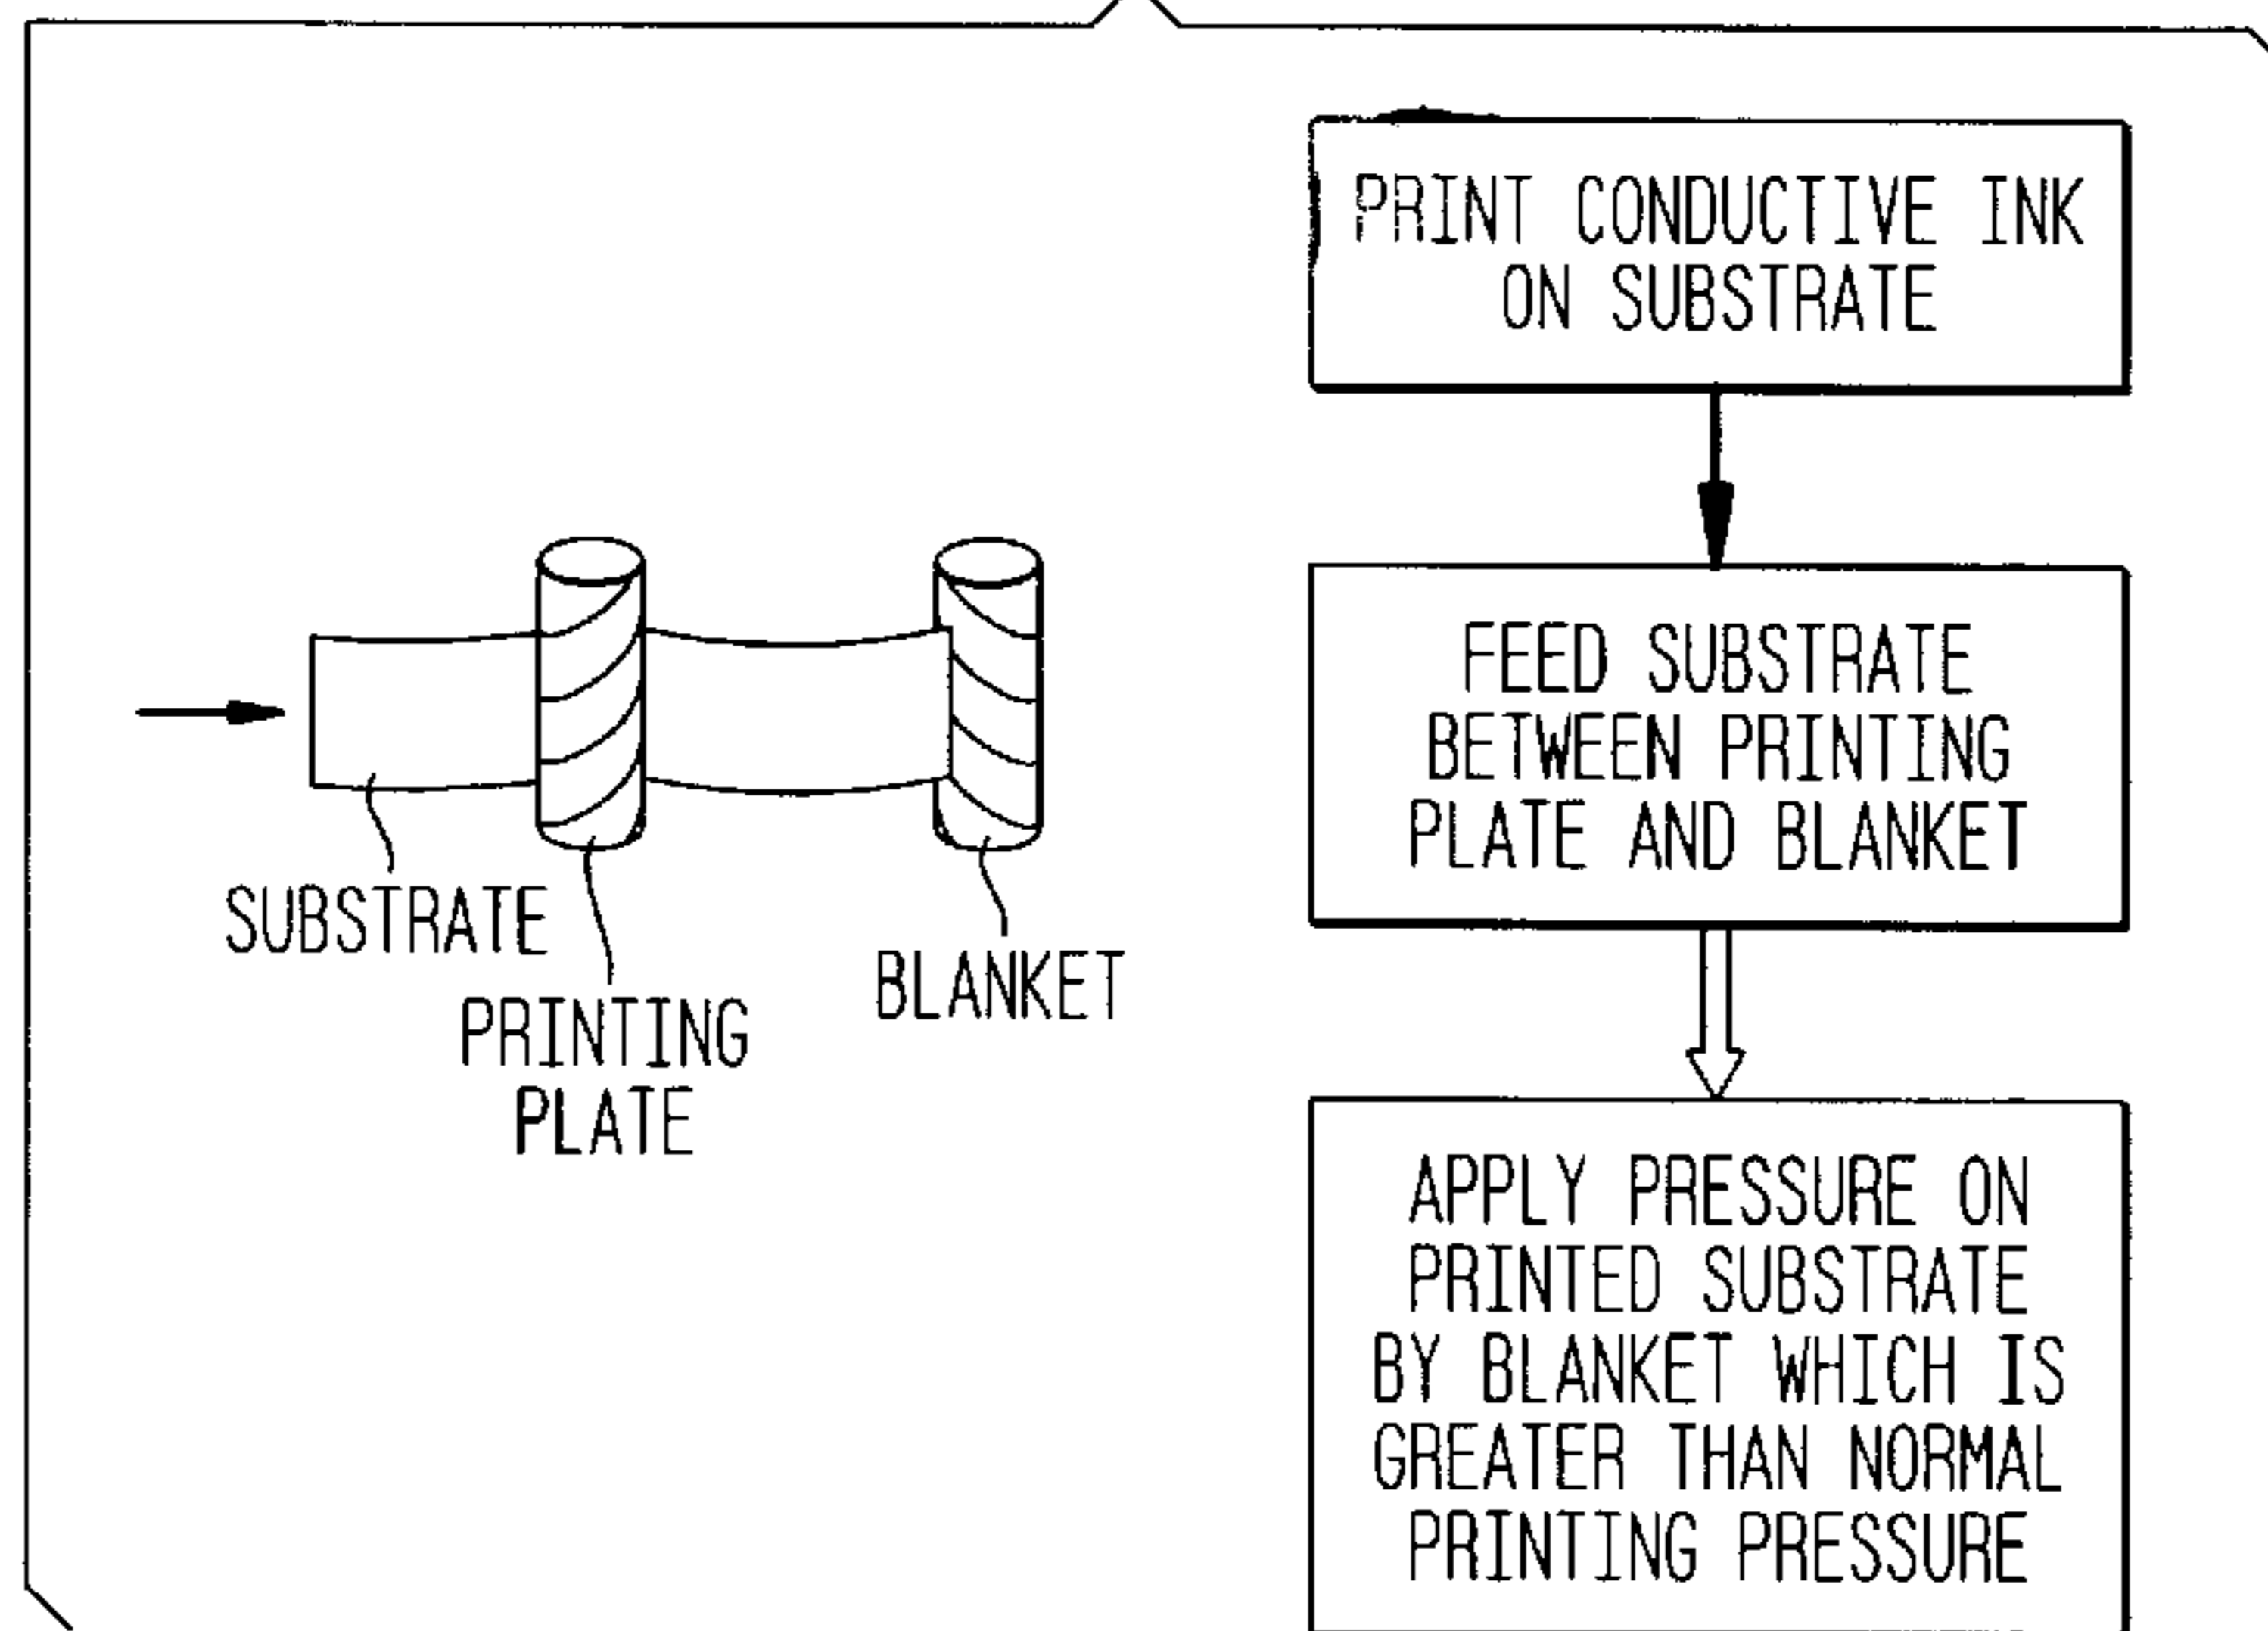 SUBSTRATE
PRINTING
PLATE
BLANKET
PRINT CONDUCTIVE INK
ON SUBSTRATE
FEED SUBSTRATE
BETWEEN PRINTING
PLATE AND BLANKET
APPLY PRESSURE ON
PRINTED SUBSTRATE
BY BLANKET WHICH IS
GREATER THAN NORMAL
PRINTING PRESSURE